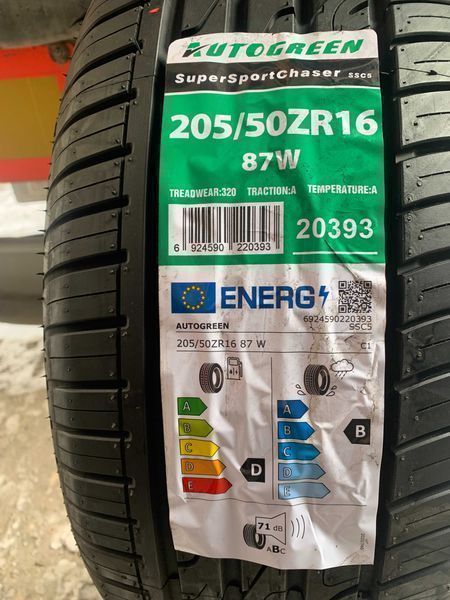 AUTOGREEN
SuperSportChaser SSC5
205/50ZR16
87W
TREADWEAR:320 TRACTION:A TEMPERATURE:A
6 924590 220393
20393
ENERG
6924590220393
AUTOGREEN SSC5
205/50ZR16 87 W C1
A A
B B B
C C
D D D
E E
71 dB
ABC